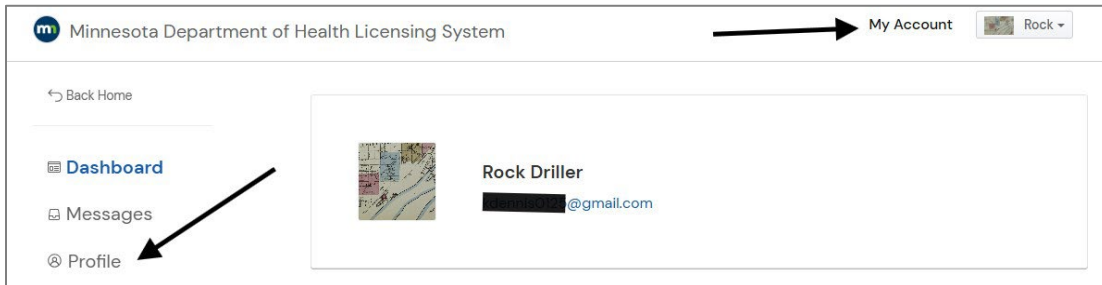 Minnesota Department of Health Licensing System
My Account
Rock
Back Home
Dashboard
Messages
Profile
Rock Driller
@gmail.com